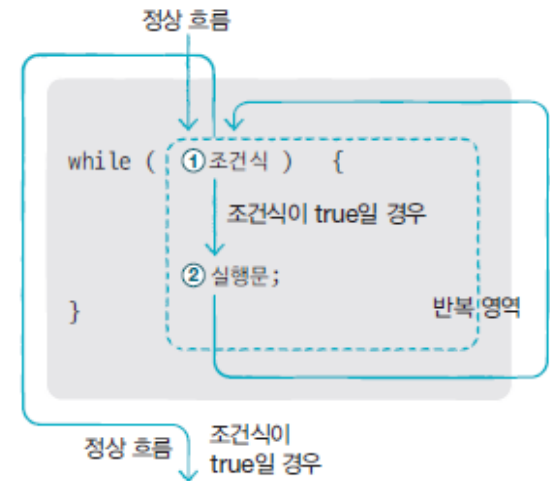 정상 흐름
while ( ①조건식 ) {
조건식이 true일 경우
②실행문;
} 반복 영역
정상 흐름 조건식이
true일 경우